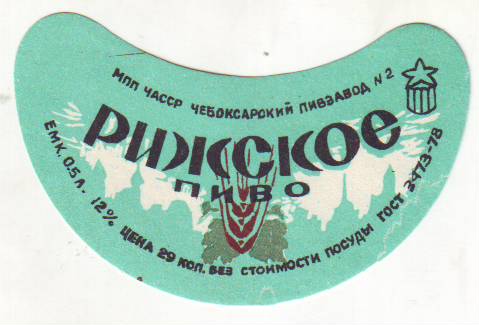 МПП ЧАССР ЧЕБОКСАРСКИЙ ПИВЗАВОД №2
РИЖСКОЕ
ПИВО
ЕМК. 0.5Л. 12% ЦЕНА 29 КОП. БЕЗ СТОИМОСТИ ПОСУДЫ ГОСТ 3473-78